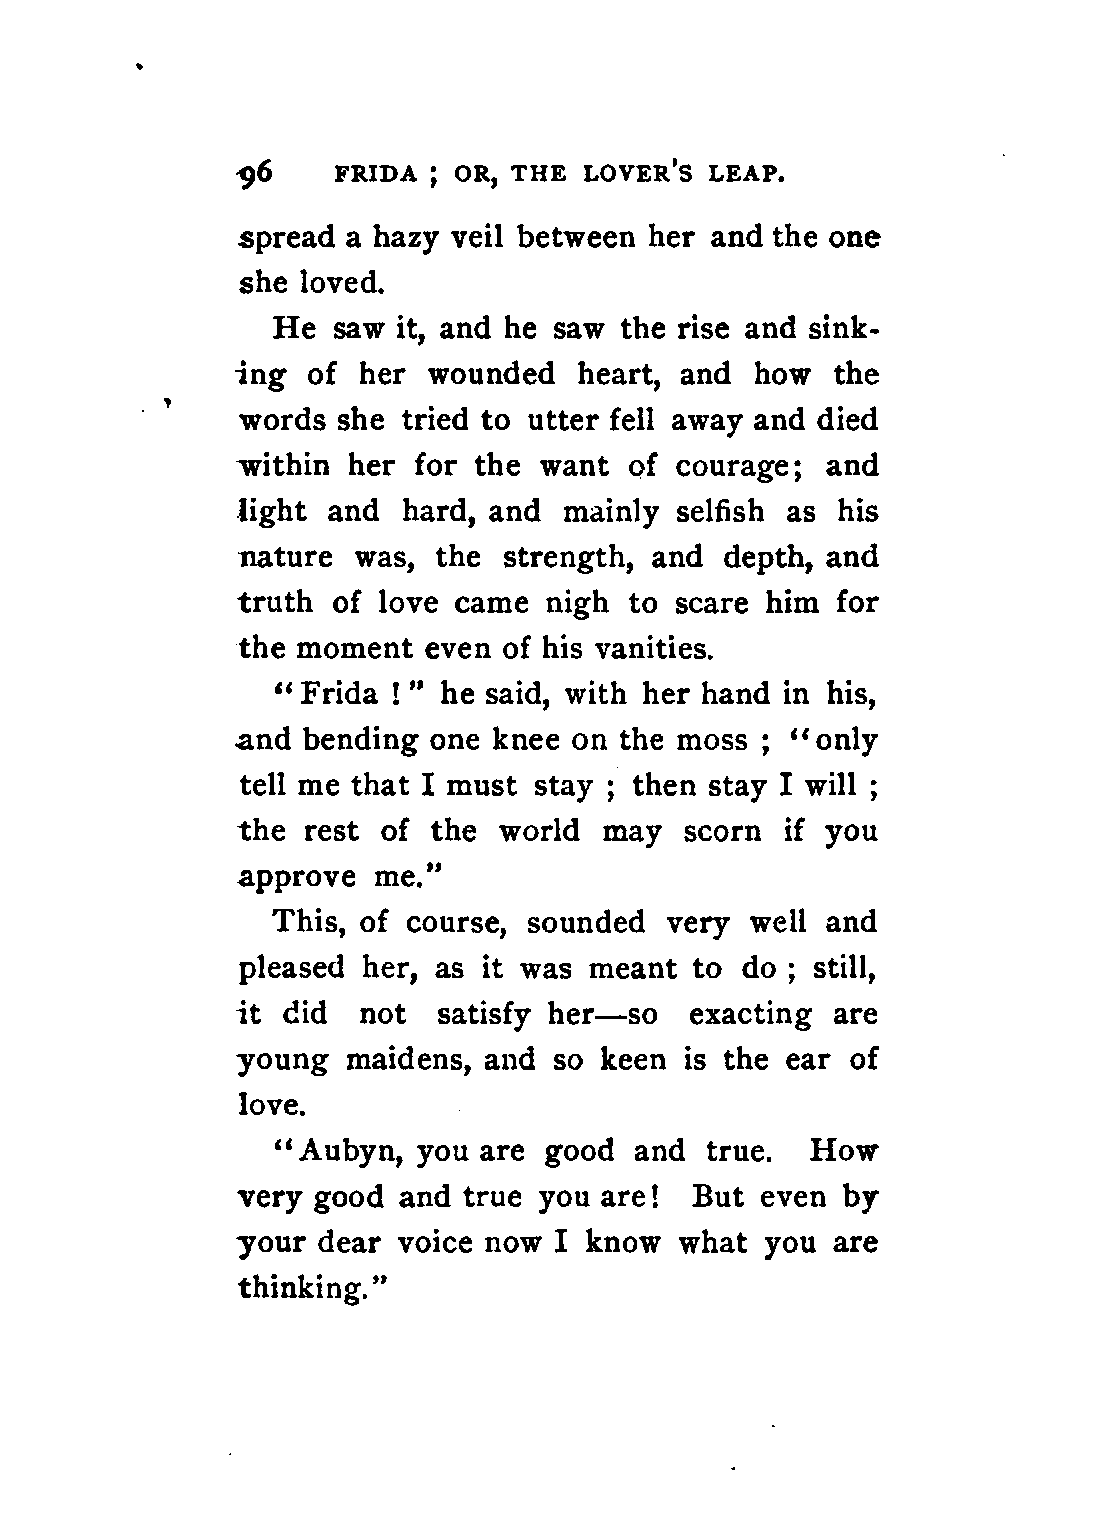 96 FRIDA ; OR, THE LOVER'S LEAP.
spread a hazy veil between her and the one
she loved.
He saw it, and he saw the rise and sink-
ing of her wounded heart, and how the
words she tried to utter fell away and died
within her for the want of courage; and
light and hard, and mainly selfish as his
nature was, the strength, and depth, and
truth of love came nigh to scare him for
the moment even of his vanities.
"Frida !" he said, with her hand in his,
and bending one knee on the moss ; "only
tell me that I must stay ; then stay I will ;
the rest of the world may scorn if you
approve me."
This, of course, sounded very well and
pleased her, as it was meant to do ; still,
it did not satisfy her—so exacting are
young maidens, and so keen is the ear of
love.
"Aubyn, you are good and true. How
very good and true you are! But even by
your dear voice now I know what you are
thinking."